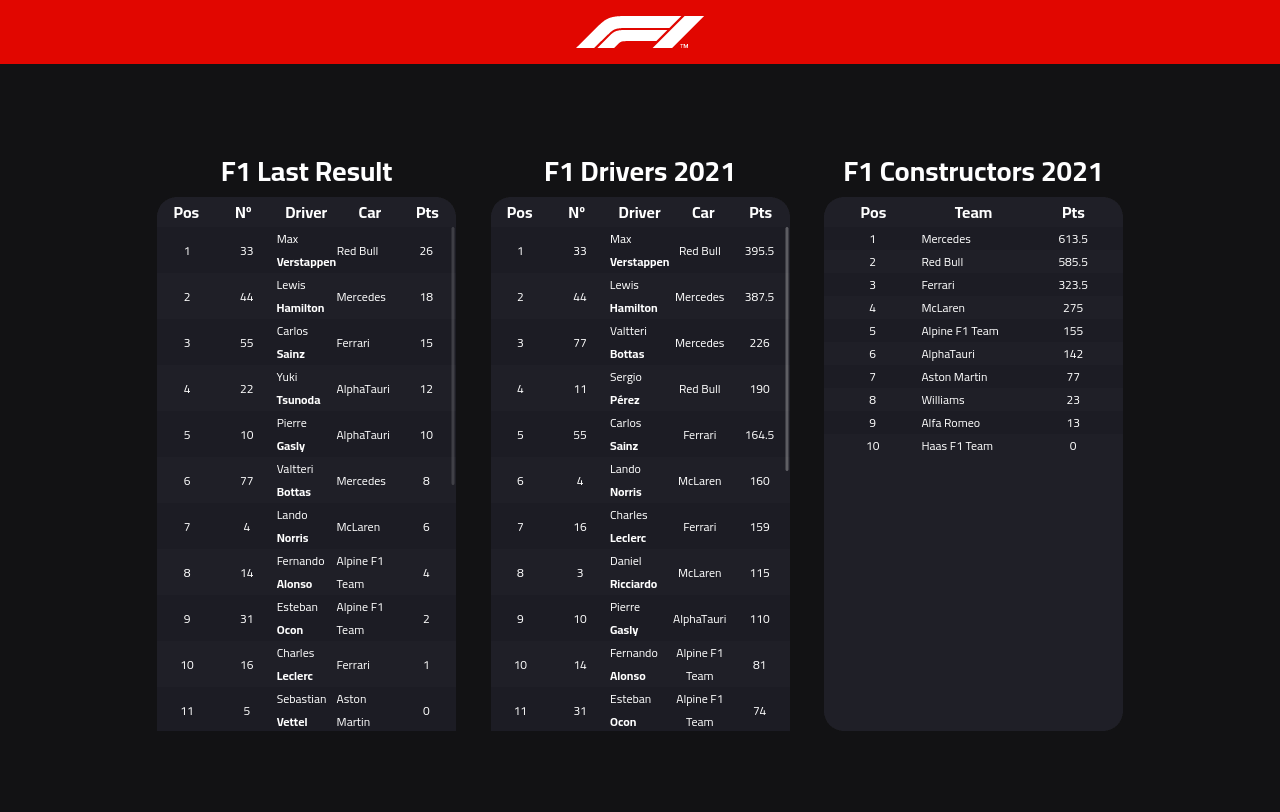 F1 ™
F1 Last Result
Pos Nº Driver Car Pts
1 33 Max Verstappen Red Bull 26
2 44 Lewis Hamilton Mercedes 18
3 55 Carlos Sainz Ferrari 15
4 22 Yuki Tsunoda AlphaTauri 12
5 10 Pierre Gasly AlphaTauri 10
6 77 Valtteri Bottas Mercedes 8
7 4 Lando Norris McLaren 6
8 14 Fernando Alonso Alpine F1 Team 4
9 31 Esteban Ocon Alpine F1 Team 2
10 16 Charles Leclerc Ferrari 1
11 5 Sebastian Vettel Aston Martin 0
F1 Drivers 2021
Pos Nº Driver Car Pts
1 33 Max Verstappen Red Bull 395.5
2 44 Lewis Hamilton Mercedes 387.5
3 77 Valtteri Bottas Mercedes 226
4 11 Sergio Pérez Red Bull 190
5 55 Carlos Sainz Ferrari 164.5
6 4 Lando Norris McLaren 160
7 16 Charles Leclerc Ferrari 159
8 3 Daniel Ricciardo McLaren 115
9 10 Pierre Gasly AlphaTauri 110
10 14 Fernando Alonso Alpine F1 Team 81
11 31 Esteban Ocon Alpine F1 Team 74
F1 Constructors 2021
Pos Team Pts
1 Mercedes 613.5
2 Red Bull 585.5
3 Ferrari 323.5
4 McLaren 275
5 Alpine F1 Team 155
6 AlphaTauri 142
7 Aston Martin 77
8 Williams 23
9 Alfa Romeo 13
10 Haas F1 Team 0